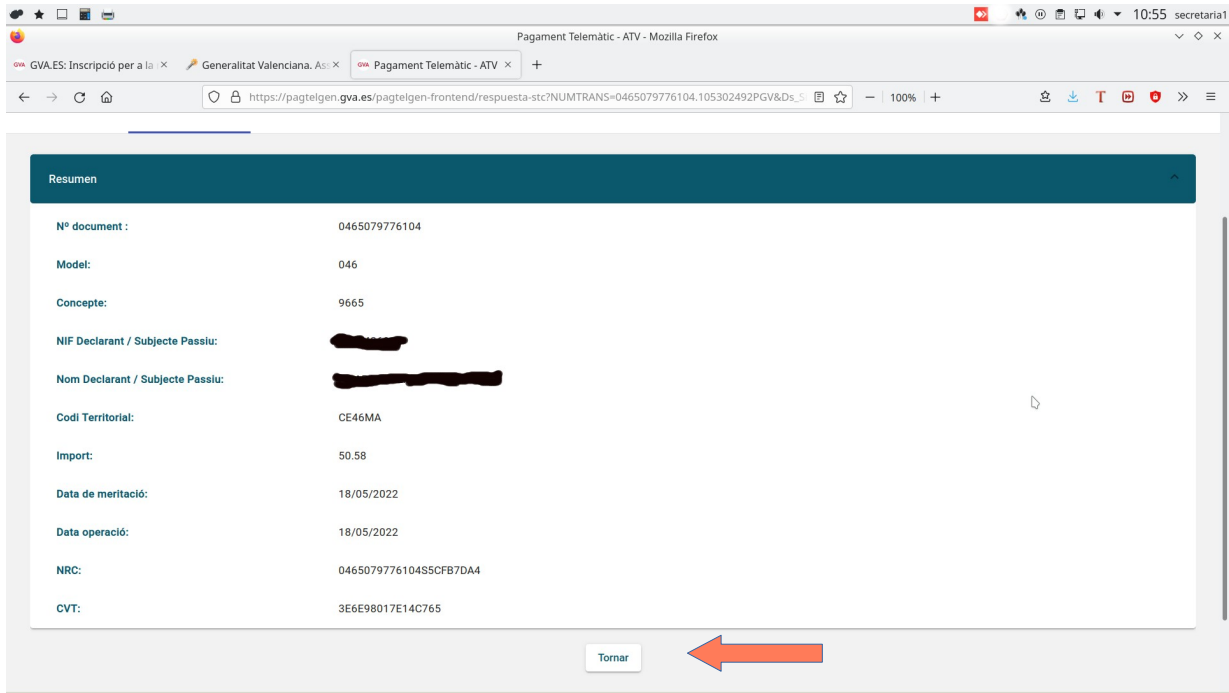 10:55 secretaria1
Pagament Telemàtic - ATV - Mozilla Firefox
GVA GVA.ES: Inscripció per a la
Generalitat Valenciana. Ass
GVA Pagament Telemàtic - ATV
https://pagtelgen.gva.es/pagtelgen-frontend/respuesta-stc?NUMTRANS=0465079776104.105302492PGV&Ds_S
100%
T
Resumen
Nº document : 0465079776104
Model: 046
Concepte: 9665
NIF Declarant / Subjecte Passiu:
Nom Declarant / Subjecte Passiu:
Codi Territorial: CE46MA
Import: 50.58
Data de meritació: 18/05/2022
Data operació: 18/05/2022
NRC: 0465079776104S5CFB7DA4
CVT: 3E6E98017E14C765
Tornar